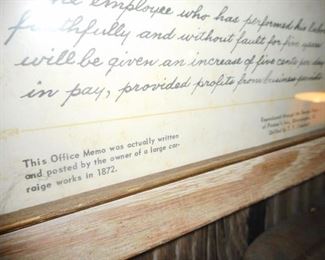 employee who has performed his labor
faithfully and without fault for five years
will be given an increase of five cents per day
in pay, provided profits from business permit
This Office Memo was actually written
and posted by the owner of a large car-
raige works in 1872.